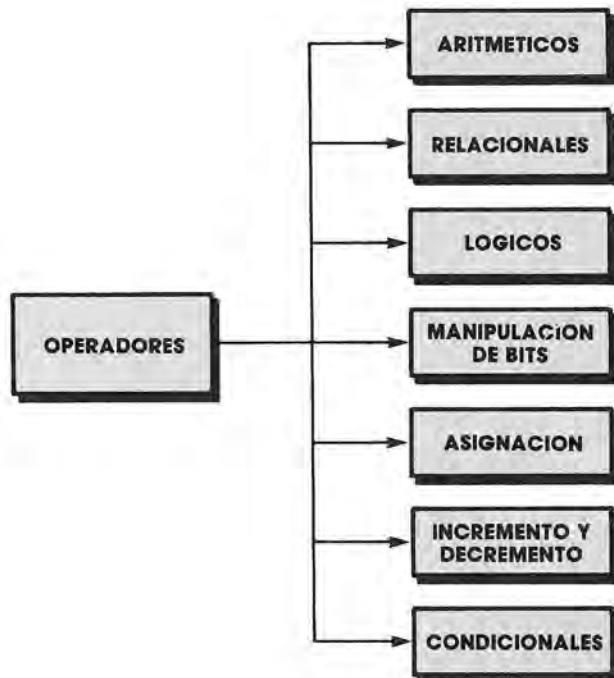 ARITMETICOS
RELACIONALES
LOGICOS
OPERADORES
MANIPULACION
DE BITS
ASIGNACION
INCREMENTO Y
DECREMENTO
CONDICIONALES